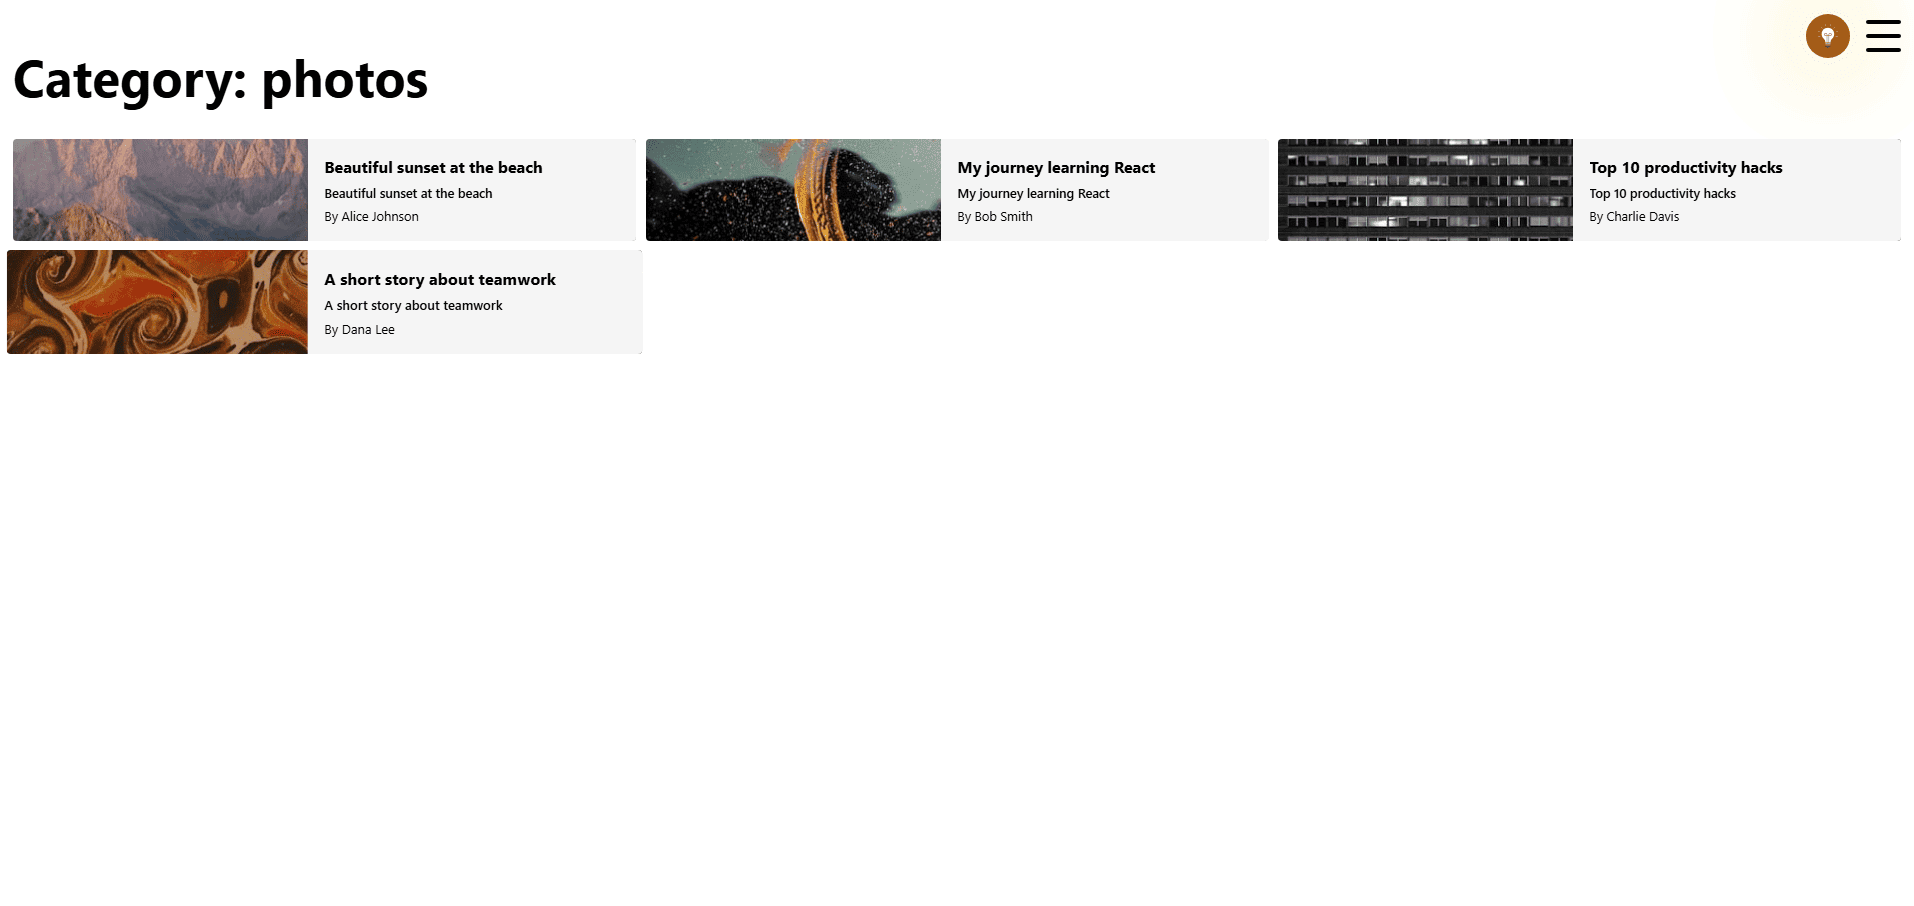 Category: photos
Beautiful sunset at the beach
Beautiful sunset at the beach
By Alice Johnson
My journey learning React
My journey learning React
By Bob Smith
Top 10 productivity hacks
Top 10 productivity hacks
By Charlie Davis
A short story about teamwork
A short story about teamwork
By Dana Lee